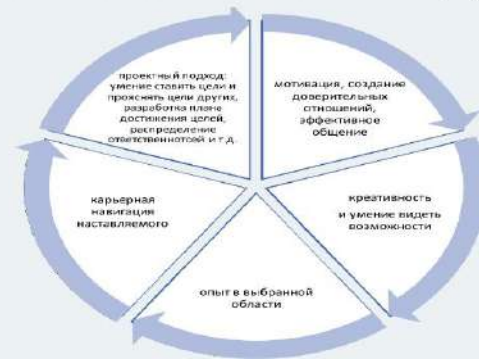 проектный подход:
умение ставить цели и
прояснять цели других,
разработка плана
достижения целей,
распределение
ответственностей и т.д.
мотивация, создание
доверительных
отношений,
эффективное
общение
креативность
и умение видеть
возможности
опыт в выбранной
области
карьерная
навигация
наставляемого